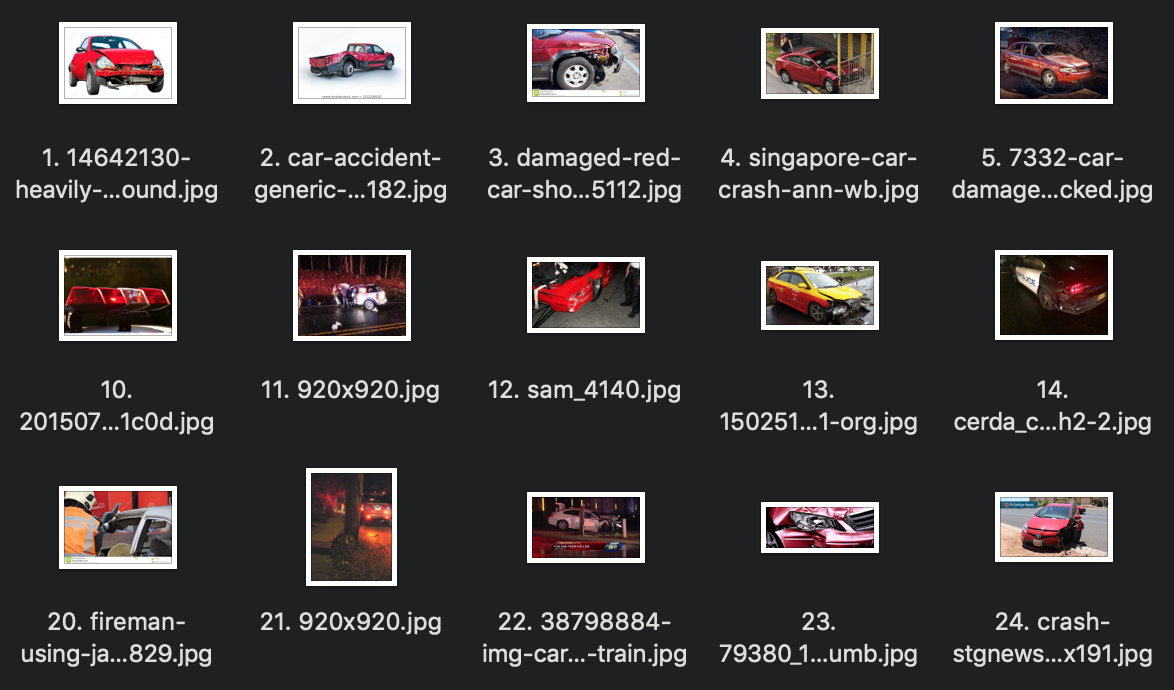 1. 14642130-
heavily-...ound.jpg
2. car-accident-
generic-...182.jpg
3. damaged-red-
car-sho...5112.jpg
4. singapore-car-
crash-ann-wb.jpg
5. 7332-car-
damage...cked.jpg
POLICE
10.
201507...1c0d.jpg
11. 920x920.jpg
12. sam_4140.jpg
13.
150251...1-org.jpg
14.
cerda_c...h2-2.jpg
20. fireman-
using-ja...829.jpg
21. 920x920.jpg
22. 38798884-
img-car...-train.jpg
23.
79380_1...umb.jpg
24. crash-
stgnews...x191.jpg